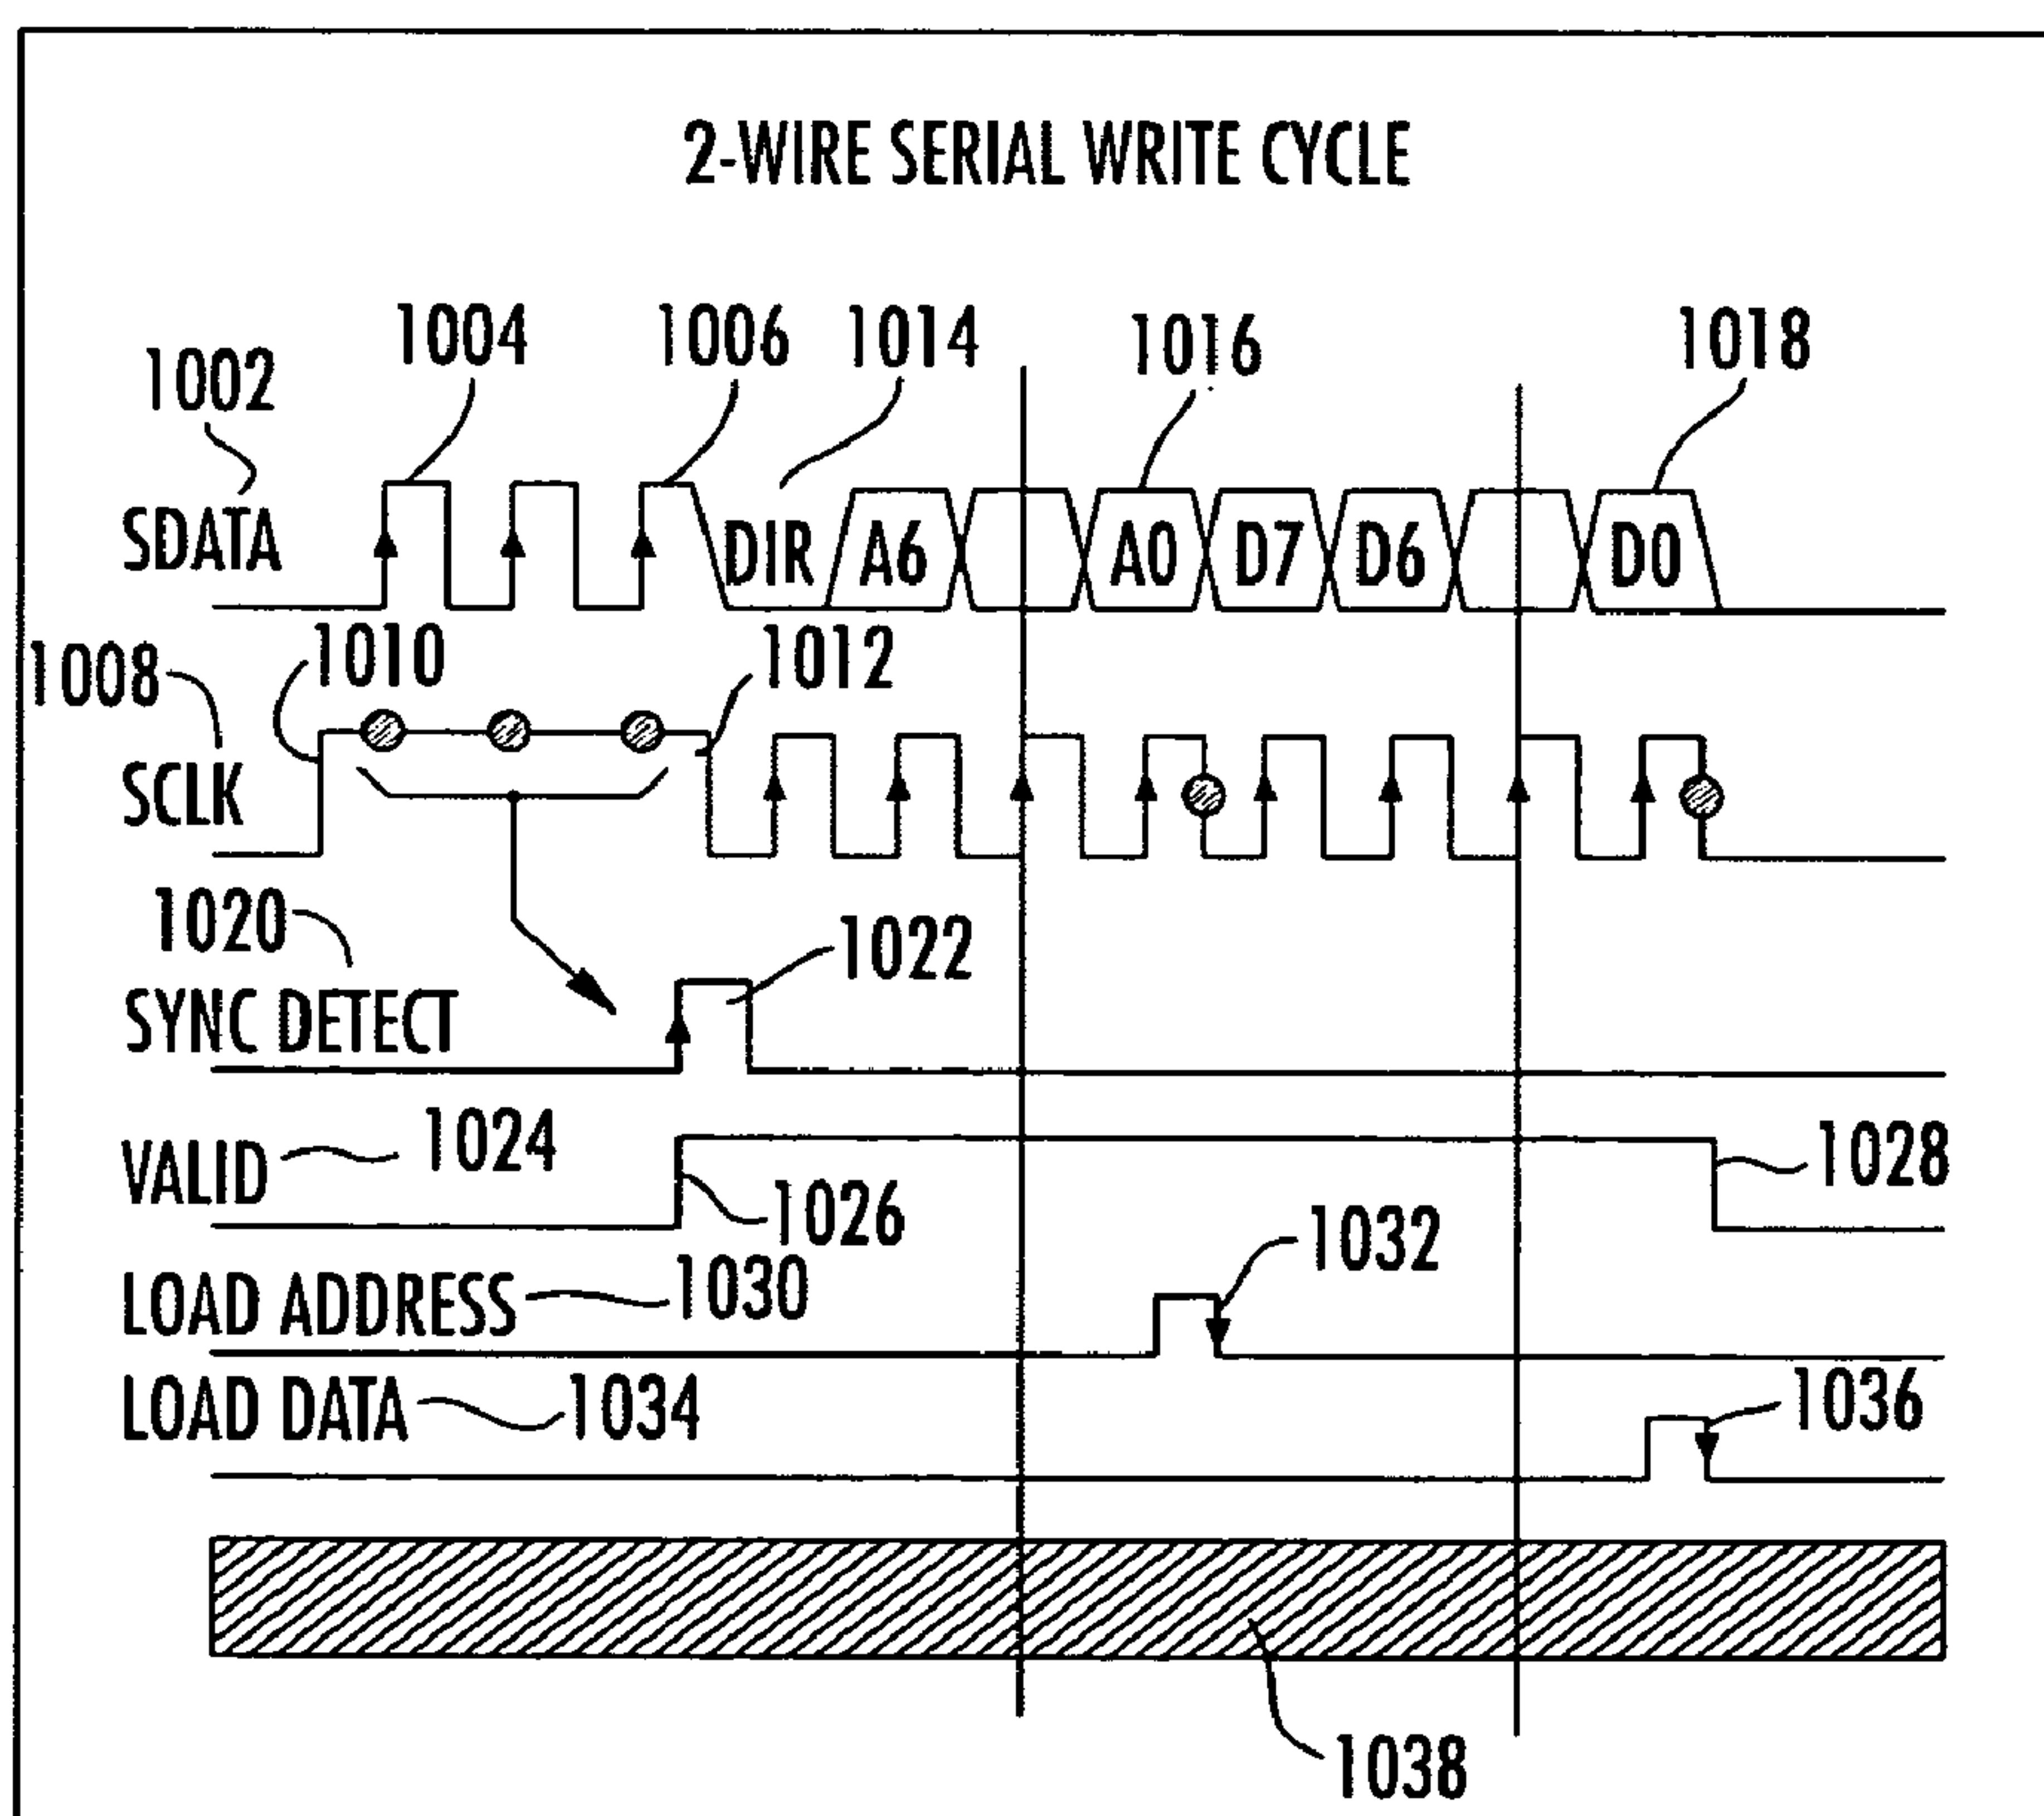 2-WIRE SERIAL WRITE CYCLE
1002 1004 1006 1014 1016 1018
SDATA DIR A6 A0 D7 D6 D0
1008 1010 1012
SCLK
1020 1022
SYNC DETECT
VALID 1024 1028
1026
LOAD ADDRESS 1030 1032
LOAD DATA 1034 1036
1038